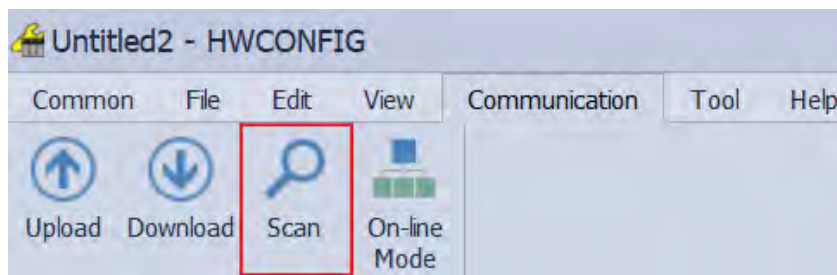 Untitled2 - HWCONFIG
Common File Edit View Communication Tool Help
Upload Download Scan On-line
Mode